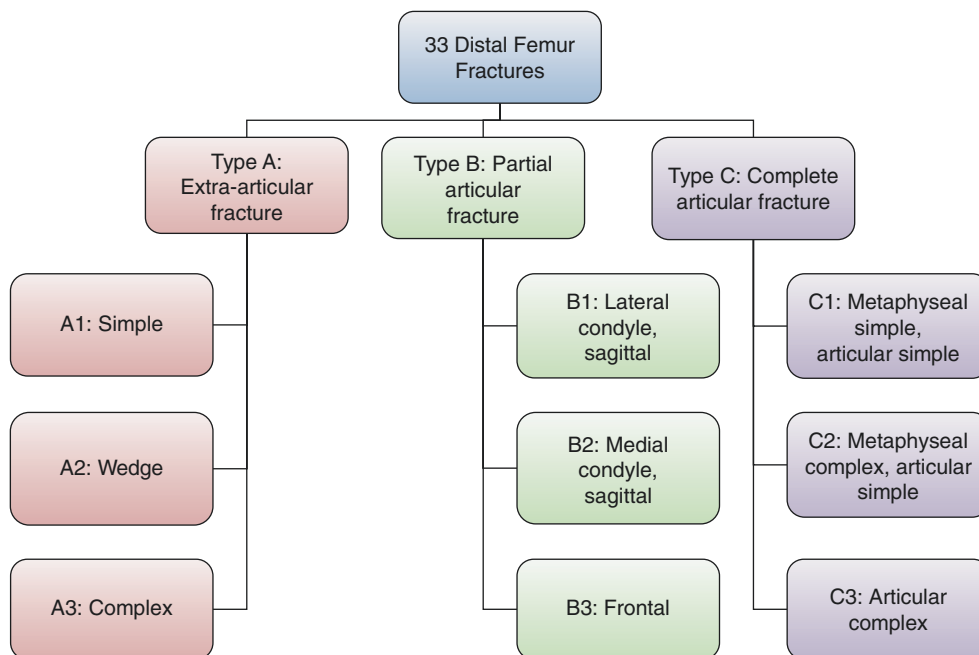 33 Distal Femur
Fractures
Type A:
Extra-articular
fracture
Type B: Partial
articular
fracture
Type C: Complete
articular fracture
A1: Simple
B1: Lateral
condyle,
sagittal
C1: Metaphyseal
simple,
articular simple
A2: Wedge
B2: Medial
condyle,
sagittal
C2: Metaphyseal
complex, articular
simple
A3: Complex
B3: Frontal
C3: Articular
complex